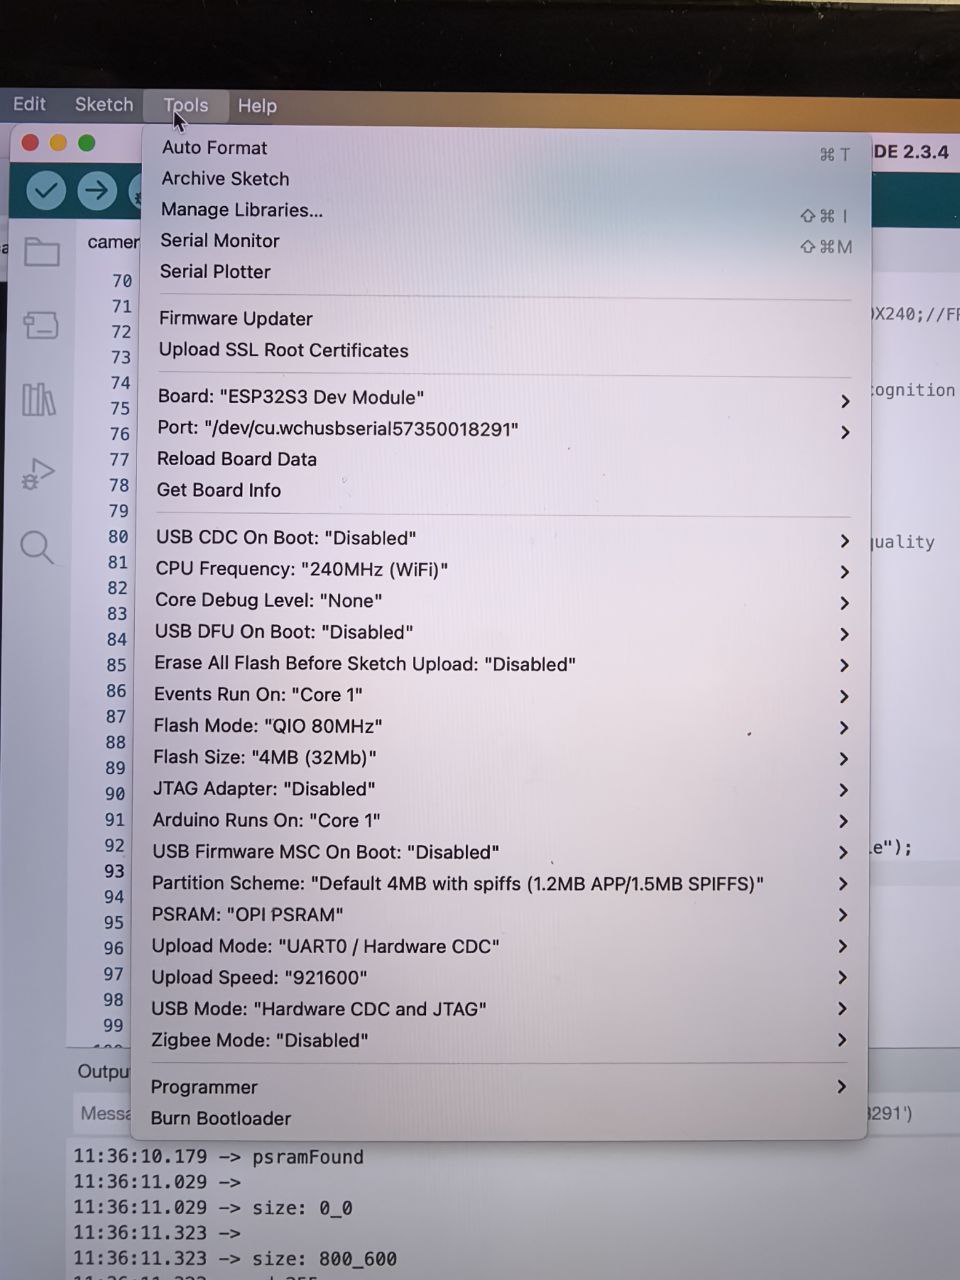 Edit Sketch Tools Help
DE 2.3.4
Auto Format ⌘ T
Archive Sketch
Manage Libraries... ⇧ ⌘ I
Serial Monitor ⇧ ⌘ M
Serial Plotter
Firmware Updater
Upload SSL Root Certificates
Board: "ESP32S3 Dev Module"
Port: "/dev/cu.wchusbserial57350018291"
Reload Board Data
Get Board Info
USB CDC On Boot: "Disabled"
CPU Frequency: "240MHz (WiFi)"
Core Debug Level: "None"
USB DFU On Boot: "Disabled"
Erase All Flash Before Sketch Upload: "Disabled"
Events Run On: "Core 1"
Flash Mode: "QIO 80MHz"
Flash Size: "4MB (32Mb)"
JTAG Adapter: "Disabled"
Arduino Runs On: "Core 1"
USB Firmware MSC On Boot: "Disabled"
Partition Scheme: "Default 4MB with spiffs (1.2MB APP/1.5MB SPIFFS)"
PSRAM: "OPI PSRAM"
Upload Mode: "UART0 / Hardware CDC"
Upload Speed: "921600"
USB Mode: "Hardware CDC and JTAG"
Zigbee Mode: "Disabled"
Programmer
Burn Bootloader
camer
70
71
72
73
74
75
76
77
78
79
80
81
82
83
84
85
86
87
88
89
90
91
92
93
94
95
96
97
98
99
X240;//F
ognition
uality
e");
Outpu
Messa
3291')
11:36:10.179 -> psramFound
11:36:11.029 ->
11:36:11.029 -> size: 0_0
11:36:11.323 ->
11:36:11.323 -> size: 800_600